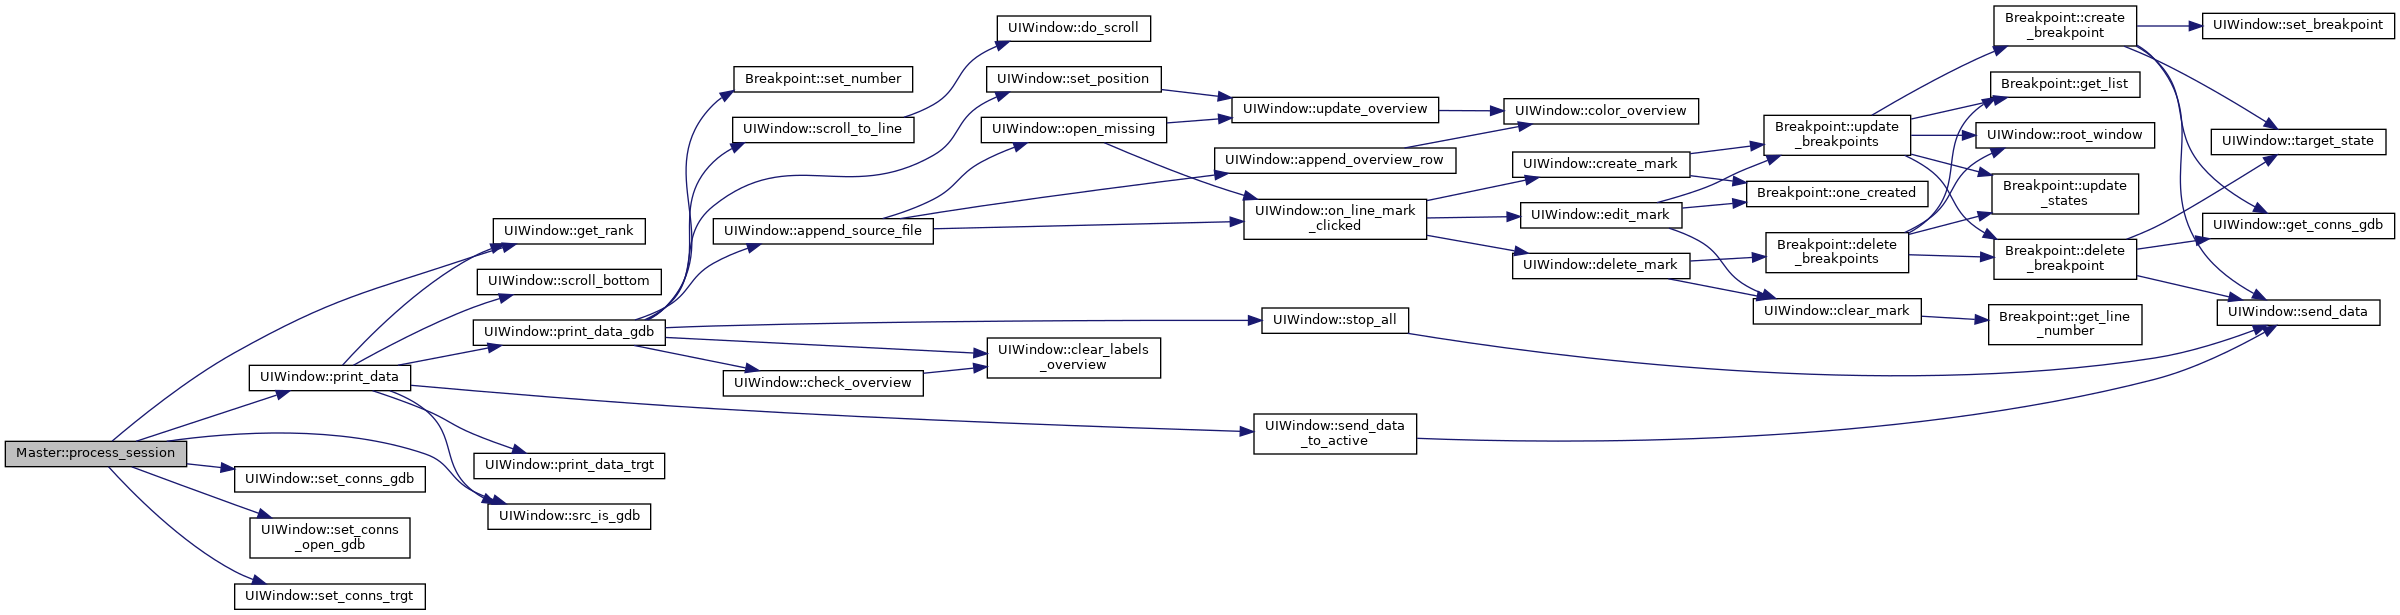 Master::process_session
UIWindow::get_rank
UIWindow::scroll_bottom
UIWindow::print_data_gdb
UIWindow::print_data
UIWindow::print_data_trgt
UIWindow::src_is_gdb
UIWindow::set_conns_gdb
UIWindow::set_conns
_open_gdb
UIWindow::set_conns_trgt
Breakpoint::set_number
UIWindow::scroll_to_line
UIWindow::append_source_file
UIWindow::check_overview
UIWindow::do_scroll
UIWindow::set_position
UIWindow::open_missing
UIWindow::clear_labels
_overview
UIWindow::update_overview
UIWindow::append_overview_row
UIWindow::on_line_mark
_clicked
UIWindow::stop_all
UIWindow::send_data
_to_active
UIWindow::color_overview
UIWindow::create_mark
UIWindow::edit_mark
UIWindow::delete_mark
Breakpoint::update
_breakpoints
Breakpoint::one_created
Breakpoint::delete
_breakpoints
UIWindow::clear_mark
Breakpoint::create
_breakpoint
Breakpoint::get_list
UIWindow::root_window
Breakpoint::update
_states
Breakpoint::delete
_breakpoint
Breakpoint::get_line
_number
UIWindow::set_breakpoint
UIWindow::target_state
UIWindow::get_conns_gdb
UIWindow::send_data